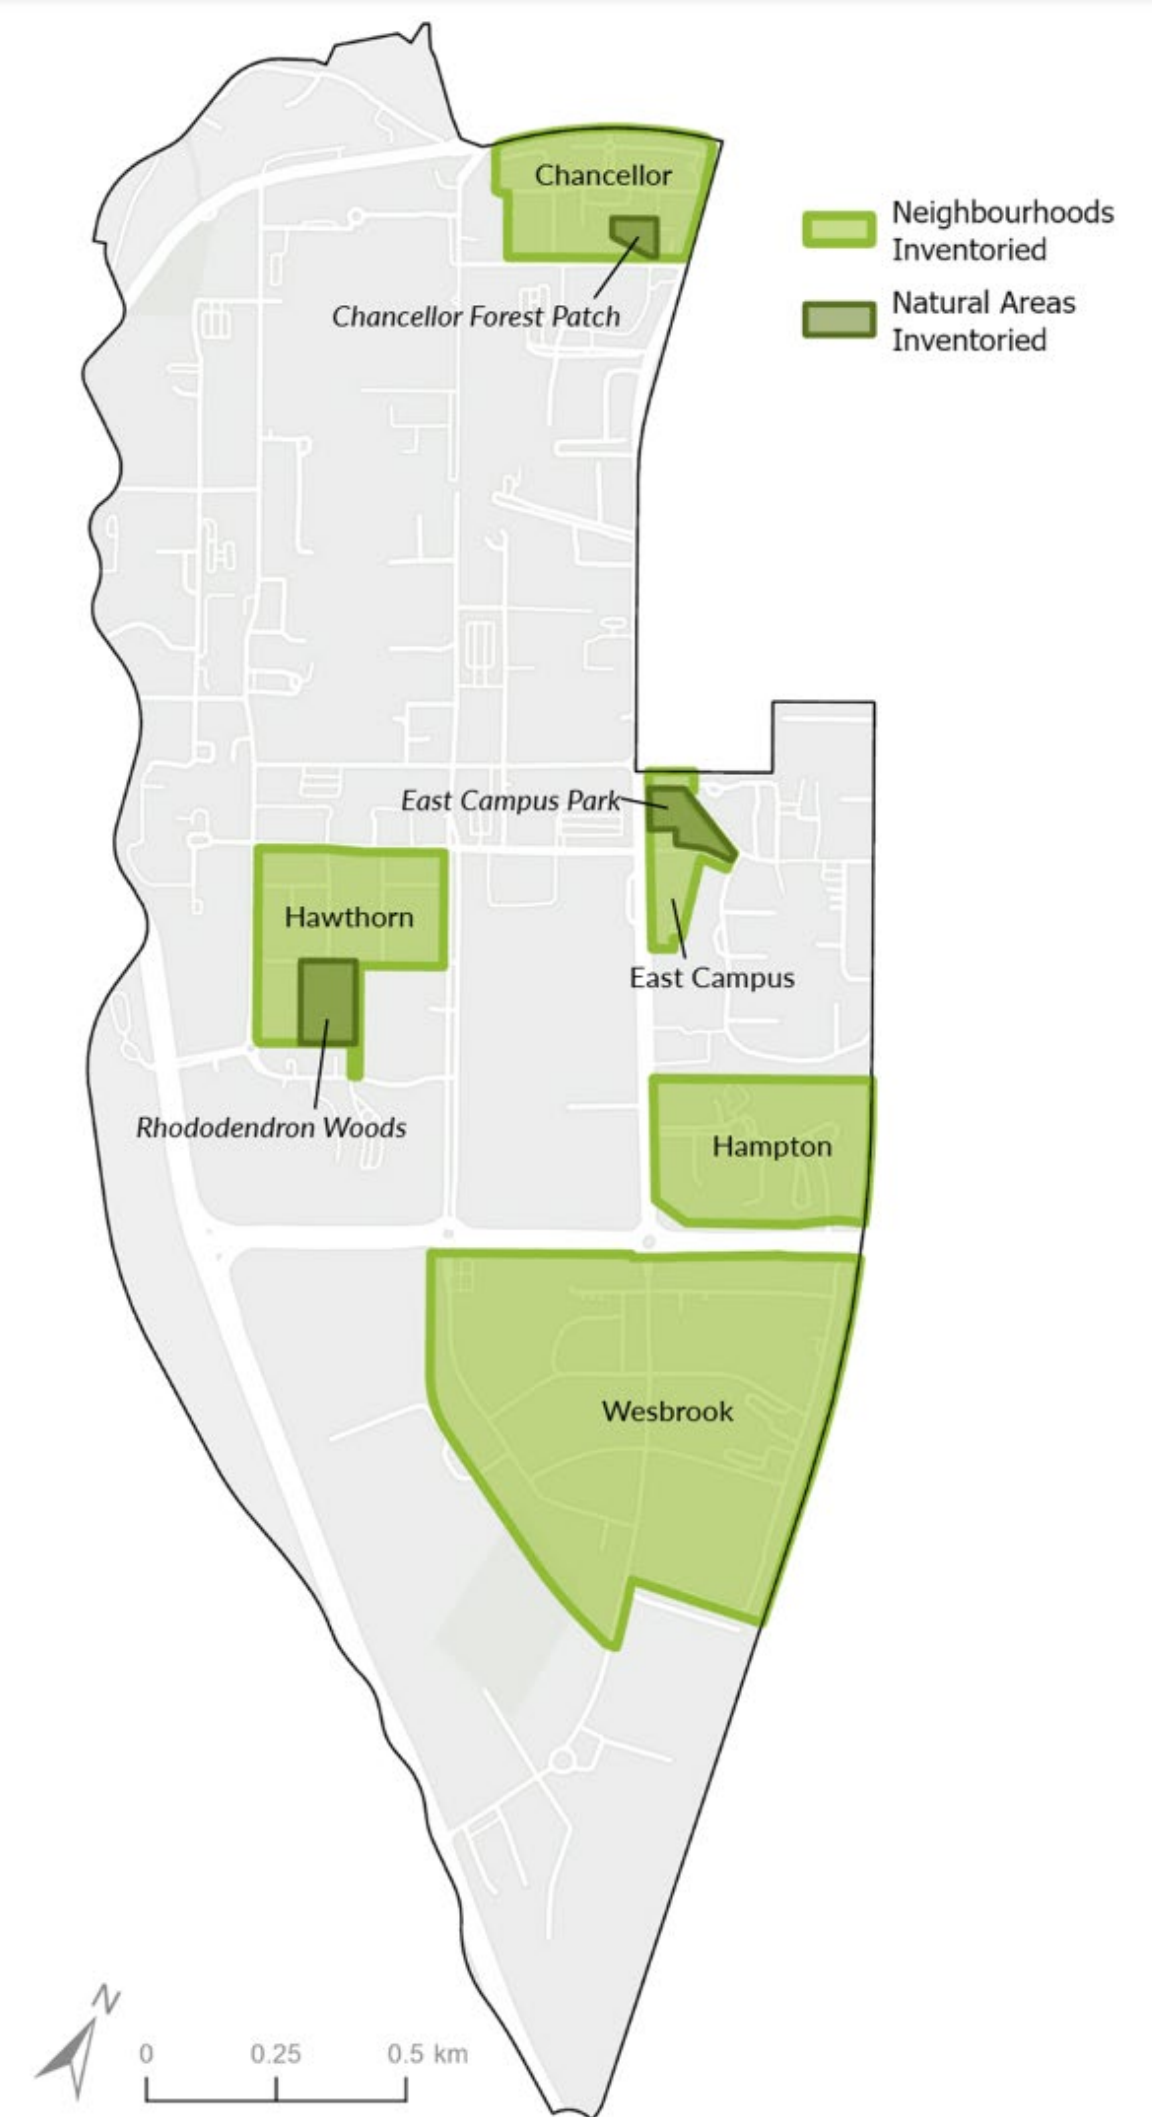 Chancellor
Neighbourhoods
Inventoried
Natural Areas
Inventoried
Chancellor Forest Patch
East Campus Park
Hawthorn
East Campus
Rhododendron Woods
Hampton
Wesbrook
N
0 0.25 0.5 km